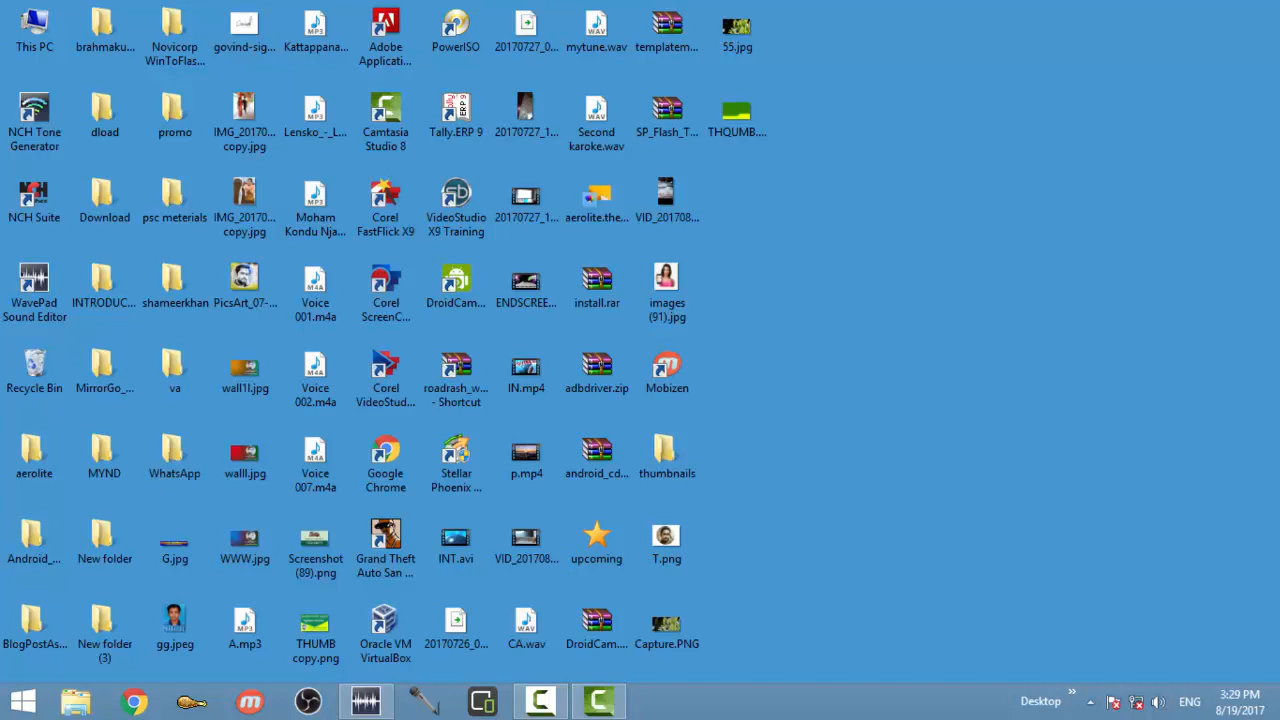 This PC
brahmaku...
Novicorp
WinToFlas...
govind-sig...
Kattappana...
Adobe
Applicati...
PowerISO
20170727_0...
mytune.wav
templatem...
55.jpg
NCH Tone
Generator
dload
promo
IMG_20170...
copy.jpg
Lensko_-_L...
Camtasia
Studio 8
Tally.ERP 9
20170727_1...
Second
karoke.wav
SP_Flash_T...
THQUMB....
NCH Suite
Download
psc meterials
IMG_20170...
copy.jpg
Moham
Kondu Nja...
Corel
FastFlick X9
VideoStudio
X9 Training
20170727_1...
aerolite.the...
VID_201708...
WavePad
Sound Editor
INTRODUC...
shameerkhan
PicsArt_07-...
Voice
001.m4a
Corel
ScreenC...
DroidCam...
ENDSCREE...
install.rar
images
(91).jpg
Recycle Bin
MirrorGo_...
va
wall1l.jpg
Voice
002.m4a
Corel
VideoStud...
roadrash_w...
- Shortcut
IN.mp4
adbdriver.zip
Mobizen
aerolite
MYND
WhatsApp
walll.jpg
Voice
007.m4a
Google
Chrome
Stellar
Phoenix ...
p.mp4
android_cd...
thumbnails
Android_...
New folder
G.jpg
WWW.jpg
Screenshot
(89).png
Grand Theft
Auto San ...
INT.avi
VID_201708...
upcoming
T.png
BlogPostAs...
New folder
(3)
gg.jpeg
A.mp3
THUMB
copy.png
Oracle VM
VirtualBox
20170726_0...
CA.wav
DroidCam....
Capture.PNG
Desktop
ENG
3:29 PM
8/19/2017